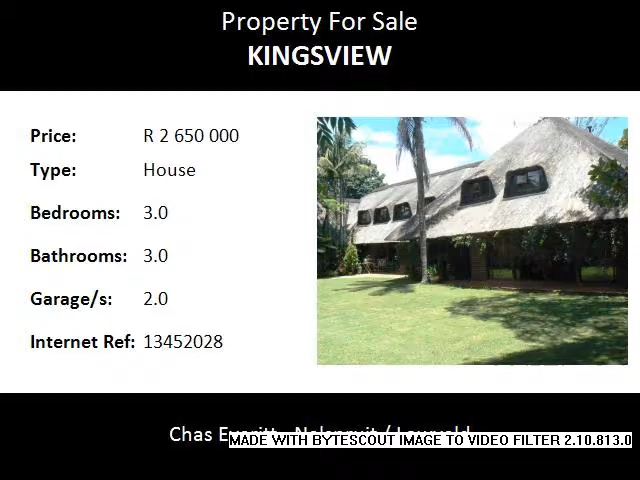 Property For Sale
KINGSVIEW
Price: R 2 650 000
Type: House
Bedrooms: 3.0
Bathrooms: 3.0
Garage/s: 2.0
Internet Ref: 13452028
Chas
MADE WITH BYTESCOUT IMAGE TO VIDEO FILTER 2.10.813.0